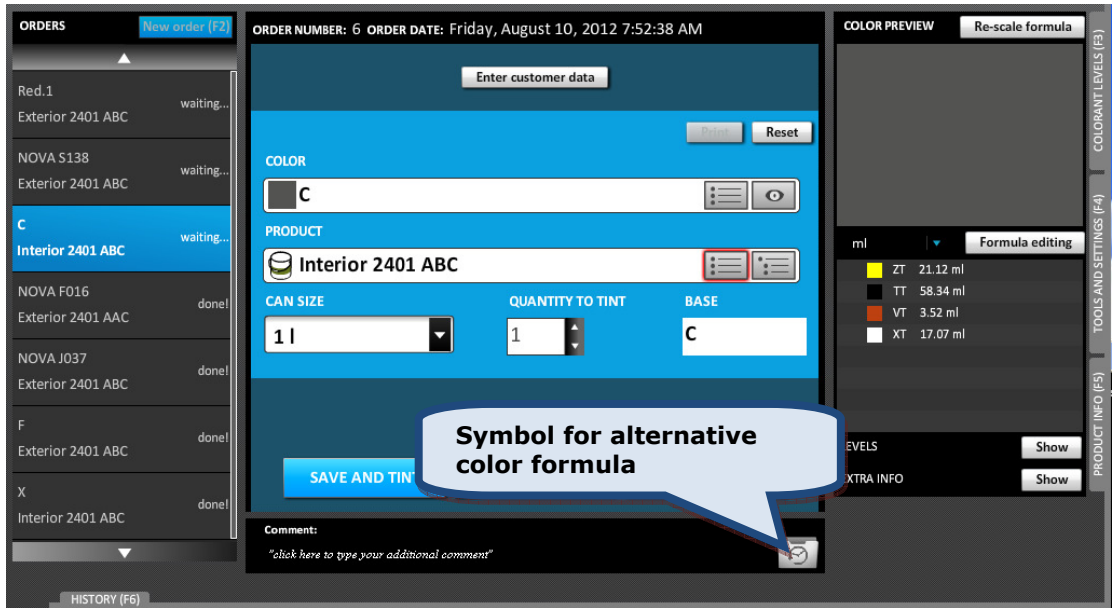 ORDERS
New order (F2)
Red.1
Exterior 2401 ABC
waiting...
NOVA S138
Exterior 2401 ABC
waiting...
C
Interior 2401 ABC
waiting...
NOVA F016
Exterior 2401 AAC
done!
NOVA J037
Exterior 2401 ABC
done!
F
Exterior 2401 ABC
done!
X
Interior 2401 ABC
done!
HISTORY (F6)
ORDER NUMBER: 6 ORDER DATE: Friday, August 10, 2012 7:52:38 AM
Enter customer data
Print
Reset
COLOR
C
PRODUCT
Interior 2401 ABC
CAN SIZE
QUANTITY TO TINT
BASE
1 l
1
C
SAVE AND TINT
Symbol for alternative
color formula
Comment:
"click here to type your additional comment"
COLOR PREVIEW
Re-scale formula
ml
Formula editing
ZT 21.12 ml
TT 58.34 ml
VT 3.52 ml
XT 17.07 ml
EVELS
Show
XTRA INFO
Show
COLORANT LEVELS (F3)
TOOLS AND SETTINGS (F4)
PRODUCT INFO (F5)